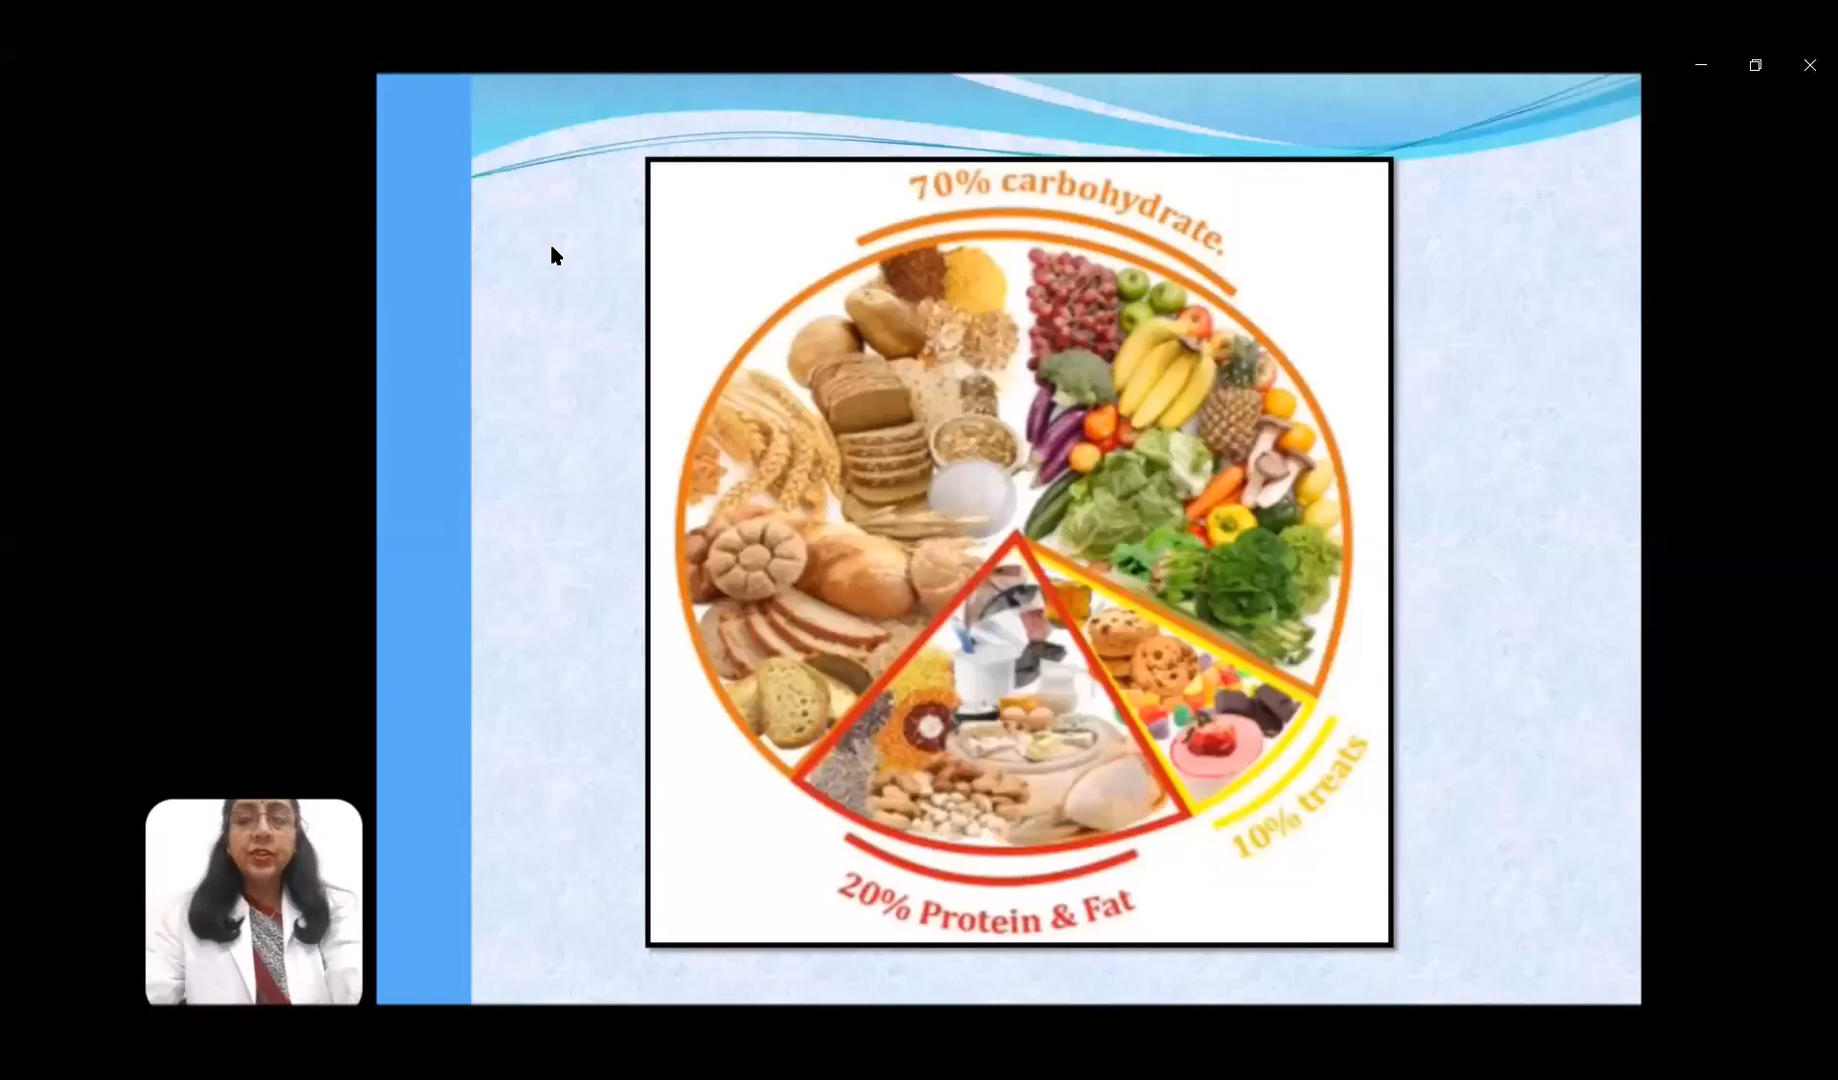 70% carbohydrate.
10% treats
20% Protein & Fat